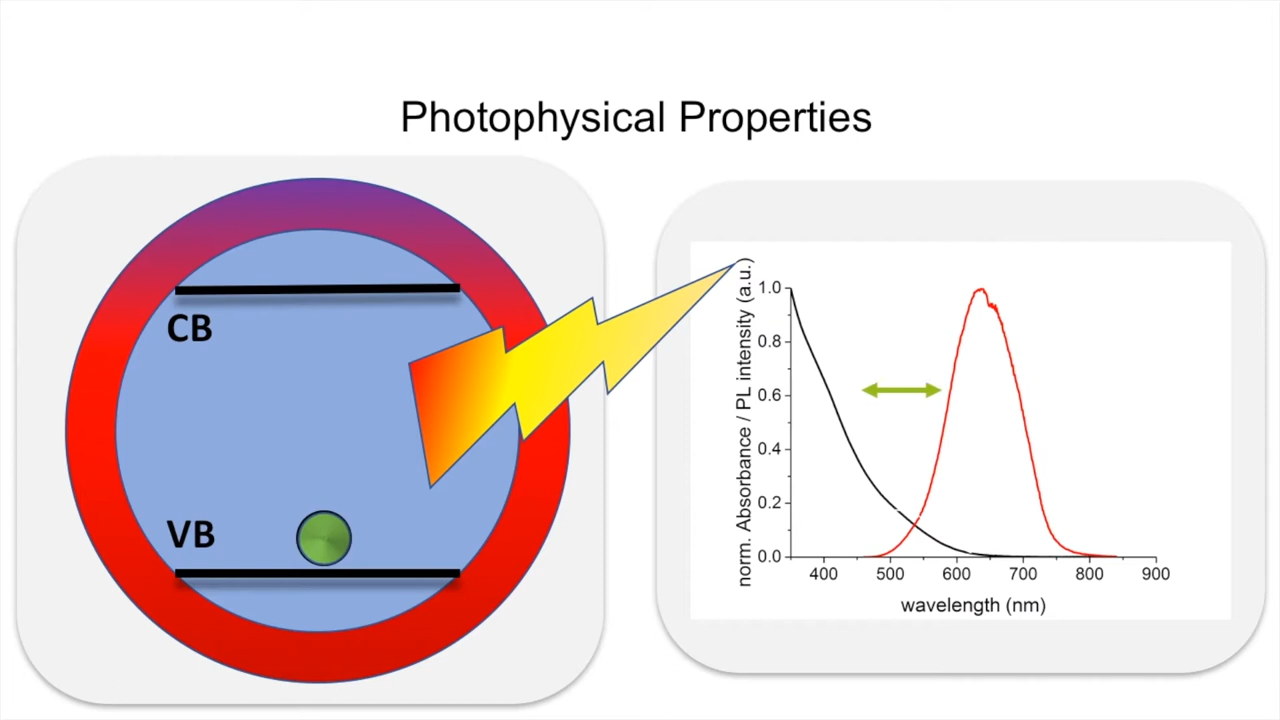 Photophysical Properties
CB
VB
norm. Absorbance / PL intensity (a.u.)
1.0
0.8
0.6
0.4
0.2
0.0
400 500 600 700 800 900
wavelength (nm)